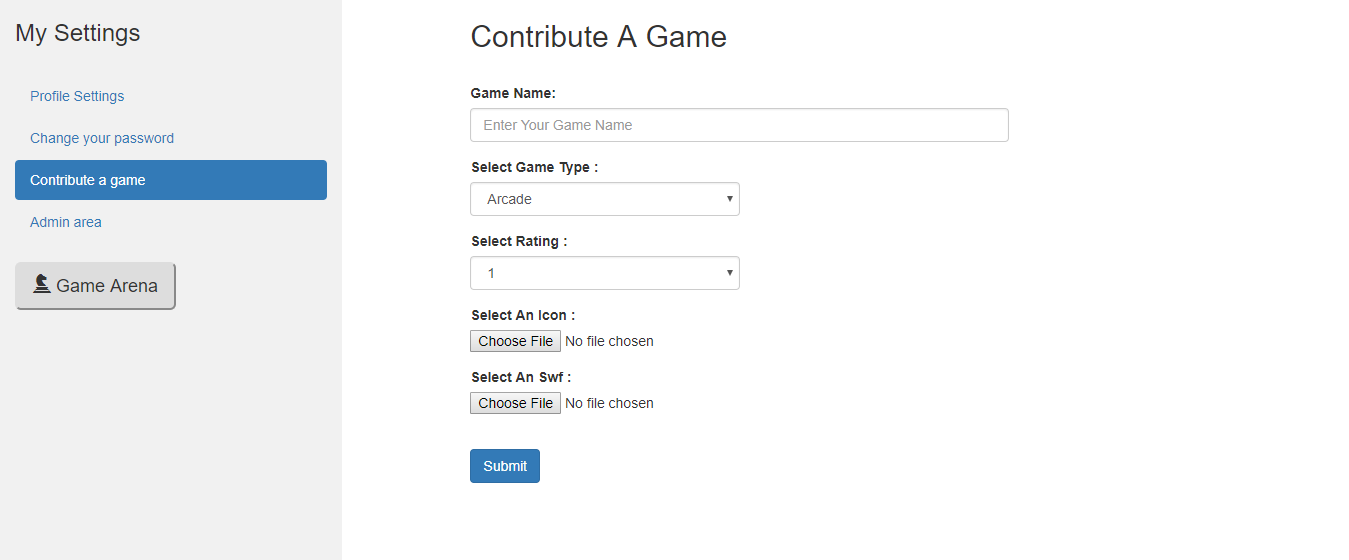 My Settings
Profile Settings
Change your password
Contribute a game
Admin area
Game Arena
Contribute A Game
Game Name:
Enter Your Game Name
Select Game Type :
Arcade
Select Rating :
1
Select An Icon :
Choose File No file chosen
Select An Swf :
Choose File No file chosen
Submit